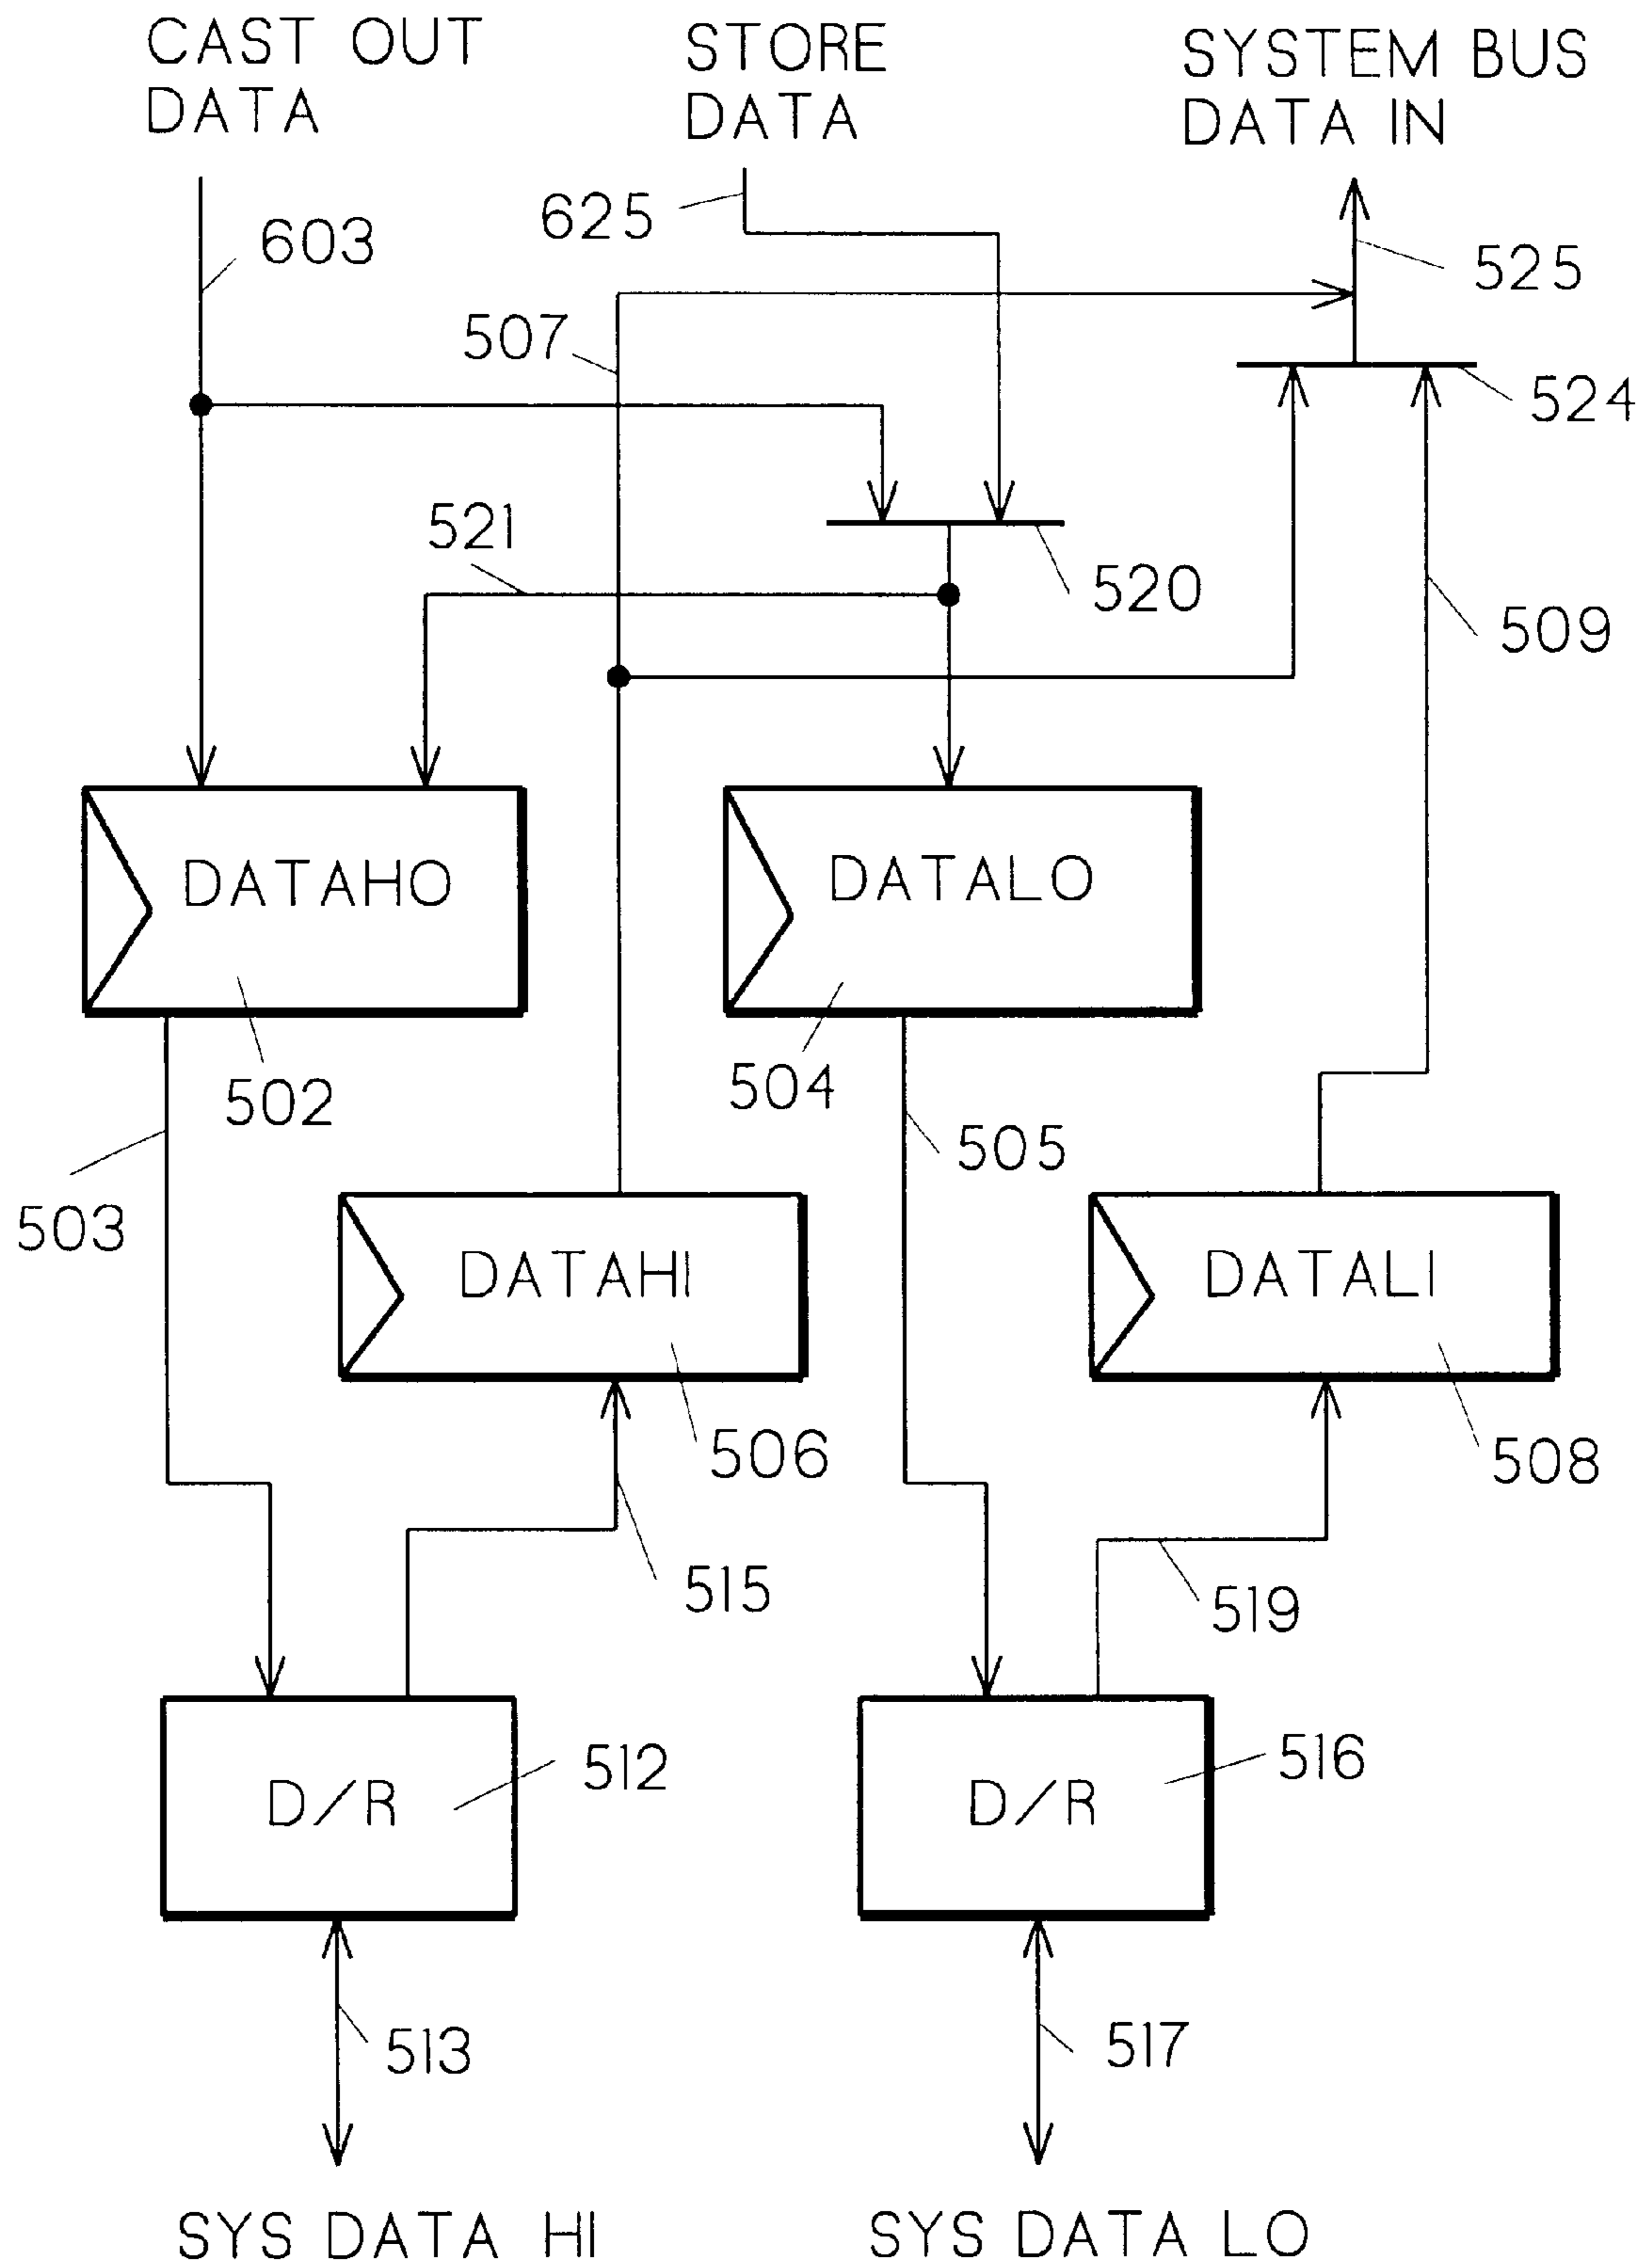 CAST OUT
DATA
STORE
DATA
SYSTEM BUS
DATA IN
603
625
525
507
524
521
520
509
DATAHO
DATALO
502
504
503
505
DATAHI
DATALI
506
508
515
519
D/R
512
D/R
516
513
517
SYS DATA HI
SYS DATA LO